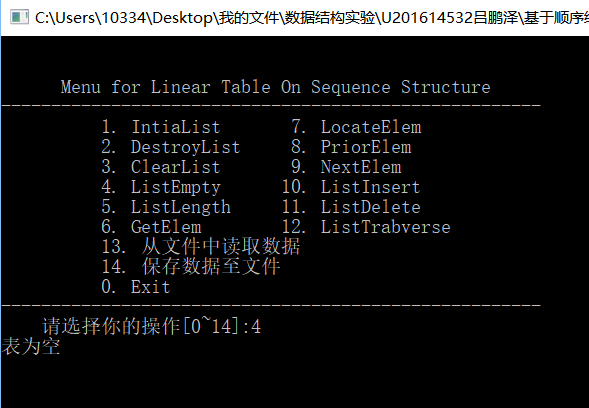 C:\Users\10334\Desktop\我的文件\数据结构实验\U201614532吕鹏泽\基于顺序
Menu for Linear Table On Sequence Structure
1. IntiaList 7. LocateElem
2. DestroyList 8. PriorElem
3. ClearList 9. NextElem
4. ListEmpty 10. ListInsert
5. ListLength 11. ListDelete
6. GetElem 12. ListTrabverse
13. 从文件中读取数据
14. 保存数据至文件
0. Exit
请选择你的操作[0~14]:4
表为空